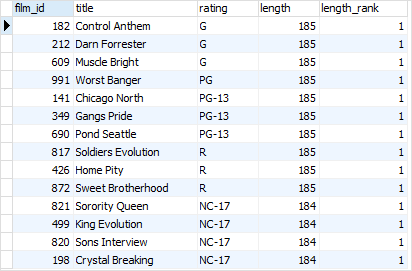 film_id title rating length length_rank
182 Control Anthem G 185 1
212 Darn Forrester G 185 1
609 Muscle Bright G 185 1
991 Worst Banger PG 185 1
141 Chicago North PG-13 185 1
349 Gangs Pride PG-13 185 1
690 Pond Seattle PG-13 185 1
817 Soldiers Evolution R 185 1
426 Home Pity R 185 1
872 Sweet Brotherhood R 185 1
821 Sorority Queen NC-17 184 1
499 King Evolution NC-17 184 1
820 Sons Interview NC-17 184 1
198 Crystal Breaking NC-17 184 1